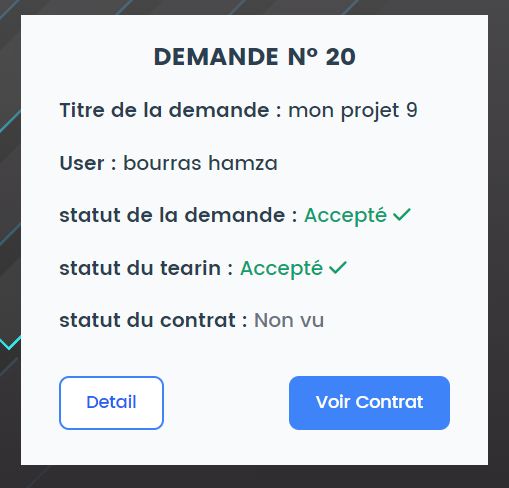 DEMANDE N° 20
Titre de la demande : mon projet 9
User : bourras hamza
statut de la demande : Accepté ✓
statut du tearin : Accepté ✓
statut du contrat : Non vu
Detail
Voir Contrat